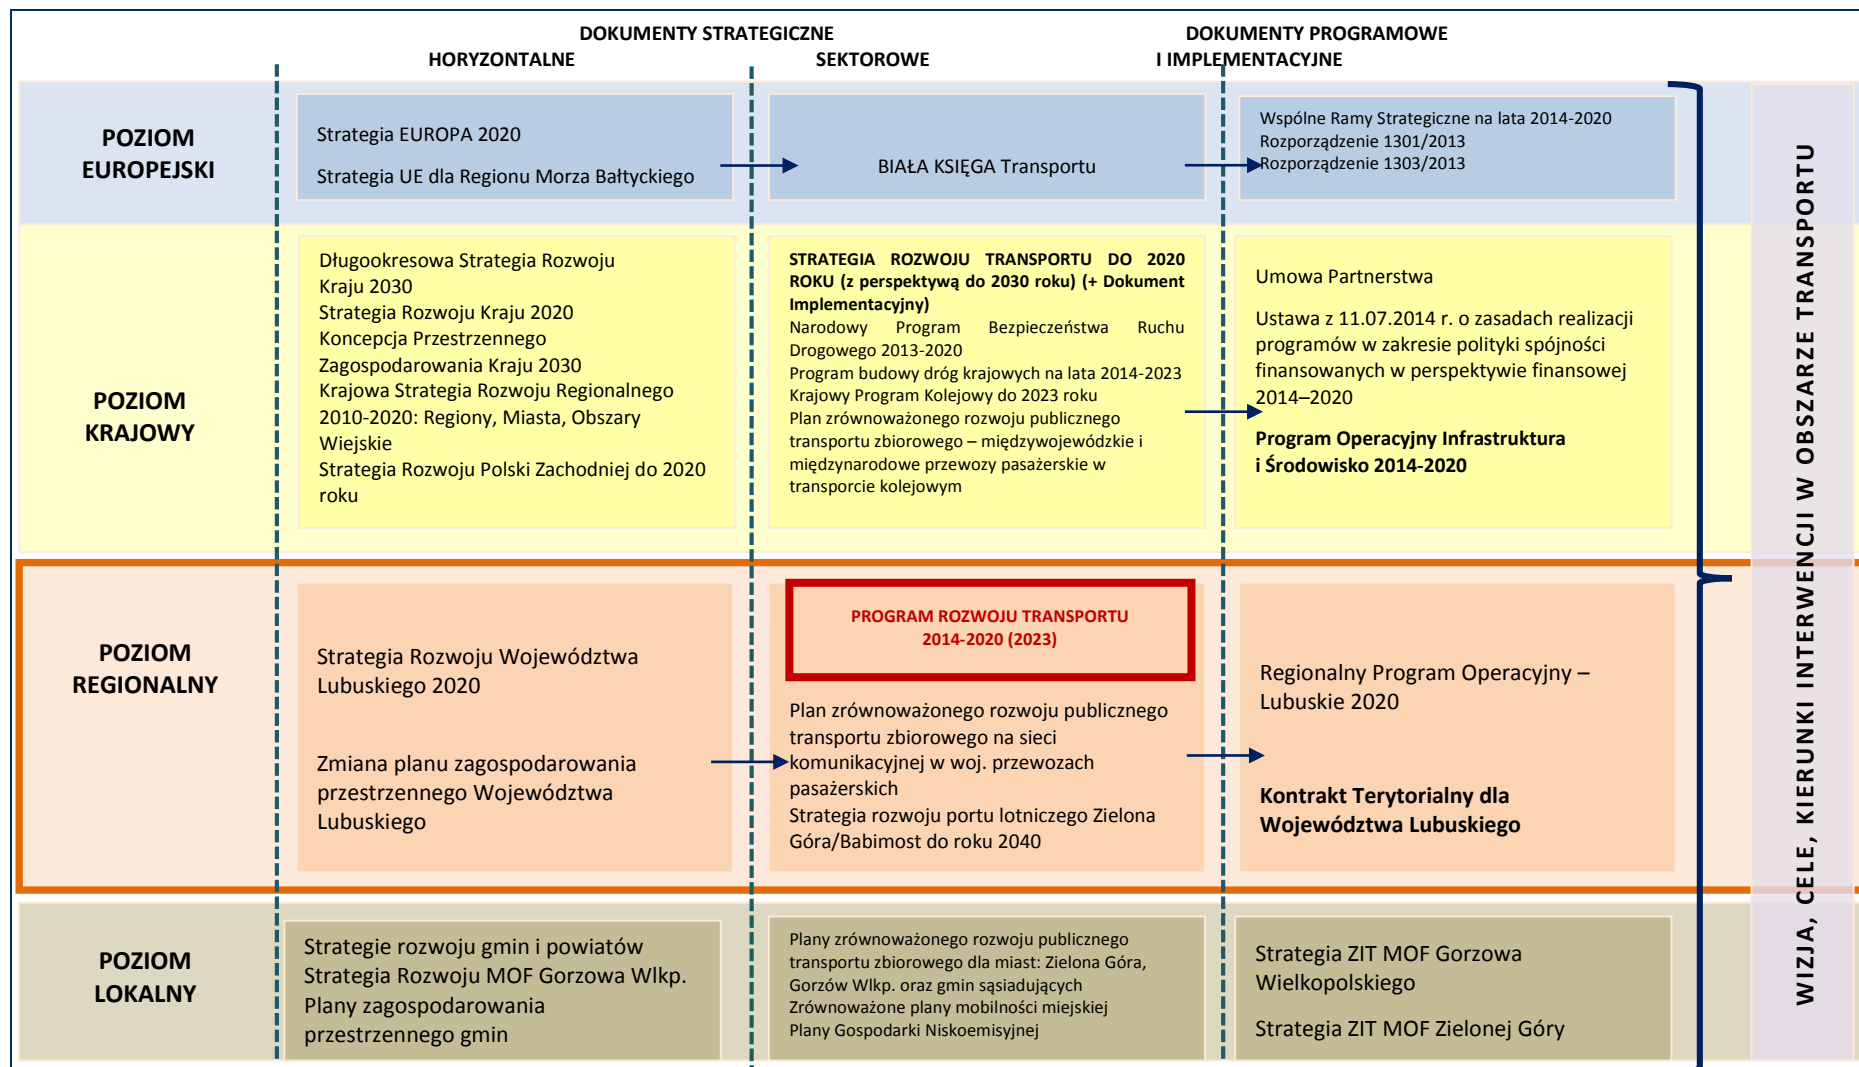 DOKUMENTY STRATEGICZNE
DOKUMENTY PROGRAMOWE
HORYZONTALNE
SEKTOROWE
I IMPLEMENTACYJNE
POZIOM
EUROPEJSKI
Strategia EUROPA 2020
Strategia UE dla Regionu Morza Bałtyckiego
BIAŁA KSIĘGA Transportu
Wspólne Ramy Strategiczne na lata 2014-2020
Rozporządzenie 1301/2013
Rozporządzenie 1303/2013
POZIOM
KRAJOWY
Długookresowa Strategia Rozwoju
Kraju 2030
Strategia Rozwoju Kraju 2020
Koncepcja Przestrzennego
Zagospodarowania Kraju 2030
Krajowa Strategia Rozwoju Regionalnego
2010-2020: Regiony, Miasta, Obszary
Wiejskie
Strategia Rozwoju Polski Zachodniej do 2020
roku
STRATEGIA ROZWOJU TRANSPORTU DO 2020
ROKU (z perspektywą do 2030 roku) (+ Dokument
Implementacyjny)
Narodowy Program Bezpieczeństwa Ruchu
Drogowego 2013-2020
Program budowy dróg krajowych na lata 2014-2023
Krajowy Program Kolejowy do 2023 roku
Plan zrównoważonego rozwoju publicznego
transportu zbiorowego – międzywojewódzkie i
międzynarodowe przewozy pasażerskie w
transporcie kolejowym
Umowa Partnerstwa
Ustawa z 11.07.2014 r. o zasadach realizacji
programów w zakresie polityki spójności
finansowanych w perspektywie finansowej
2014–2020
Program Operacyjny Infrastruktura
i Środowisko 2014-2020
POZIOM
REGIONALNY
Strategia Rozwoju Województwa
Lubuskiego 2020
Zmiana planu zagospodarowania
przestrzennego Województwa
Lubuskiego
PROGRAM ROZWOJU TRANSPORTU
2014-2020 (2023)
Plan zrównoważonego rozwoju publicznego
transportu zbiorowego na sieci
komunikacyjnej w woj. przewozach
pasażerskich
Strategia rozwoju portu lotniczego Zielona
Góra/Babimost do roku 2040
Regionalny Program Operacyjny –
Lubuskie 2020
Kontrakt Terytorialny dla
Województwa Lubuskiego
POZIOM
LOKALNY
Strategie rozwoju gmin i powiatów
Strategia Rozwoju MOF Gorzowa Wlkp.
Plany zagospodarowania
przestrzennego gmin
Plany zrównoważonego rozwoju publicznego
transportu zbiorowego dla miast: Zielona Góra,
Gorzów Wlkp. oraz gmin sąsiadujących
Zrównoważone plany mobilności miejskiej
Plany Gospodarki Niskoemisyjnej
Strategia ZIT MOF Gorzowa
Wielkopolskiego
Strategia ZIT MOF Zielonej Góry
WIZJA, CELE, KIERUNKI INTERWENCJI W OBSZARZE TRANSPORTU